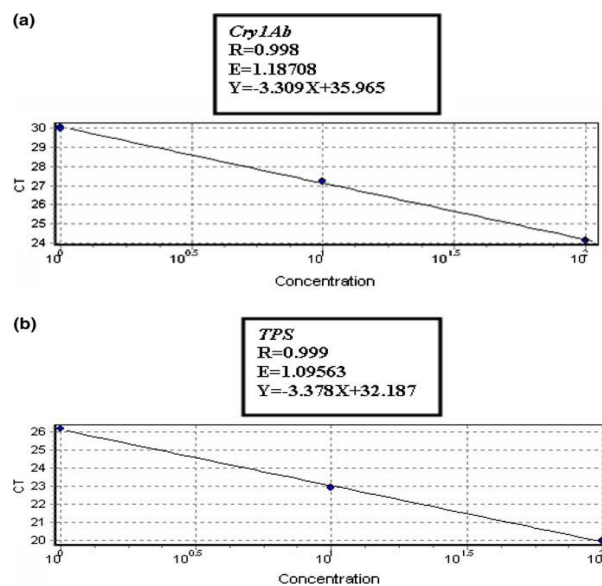 (a)
Cry1Ab
R=0.998
E=1.18708
Y=-3.309X+35.965
30
29
28
27
26
25
24
CT
10^0
10^0.5
10^1
10^1.5
10^2
Concentration
(b)
TPS
R=0.999
E=1.09563
Y=-3.378X+32.187
26
25
24
23
22
21
20
CT
10^0
10^0.5
10^1
10^1.5
10^2
Concentration